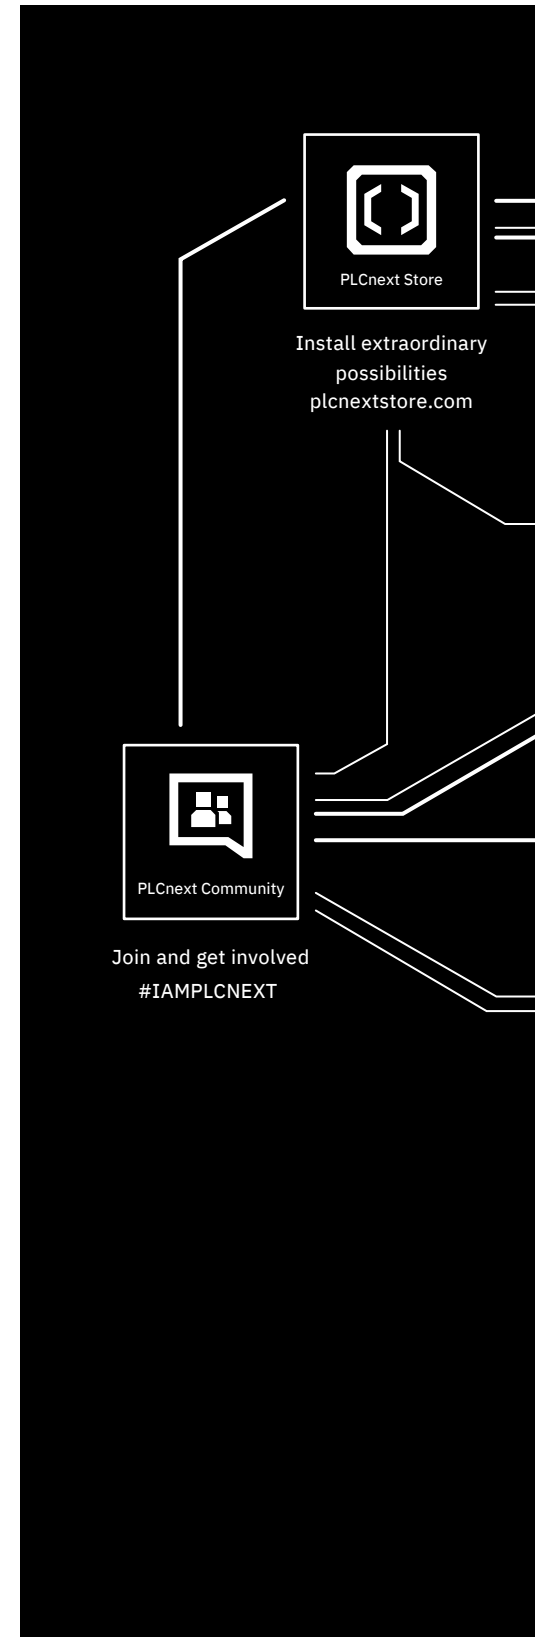 PLCnext Store
Install extraordinary
possibilities
plcnextstore.com
PLCnext Community
Join and get involved
#IAMPLCNEXT